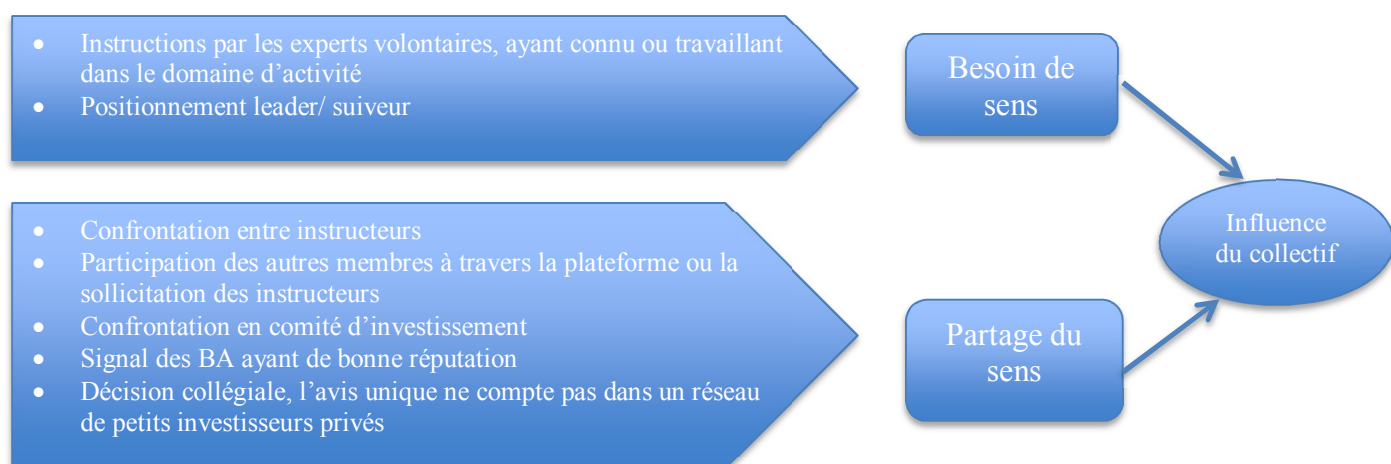 • Instructions par les experts volontaires, ayant connu ou travaillant
dans le domaine d’activité
• Positionnement leader/ suiveur
Besoin de
sens
• Confrontation entre instructeurs
• Participation des autres membres à travers la plateforme ou la
sollicitation des instructeurs
• Confrontation en comité d’investissement
• Signal des BA ayant de bonne réputation
• Décision collégiale, l’avis unique ne compte pas dans un réseau
de petits investisseurs privés
Partage du
sens
Influence
du collectif